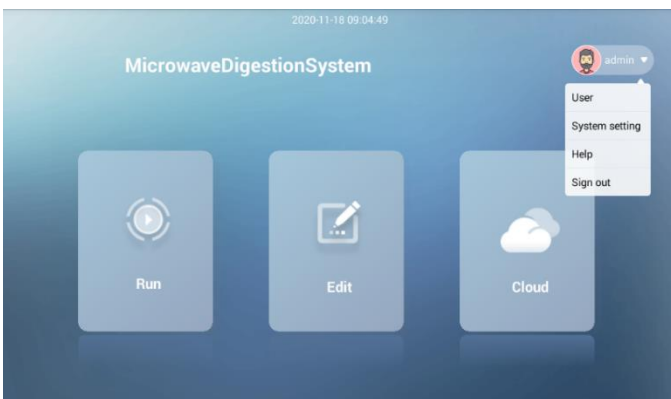 2020-11-18 09:04:49
MicrowaveDigestionSystem
admin
User
System setting
Help
Sign out
Run
Edit
Cloud